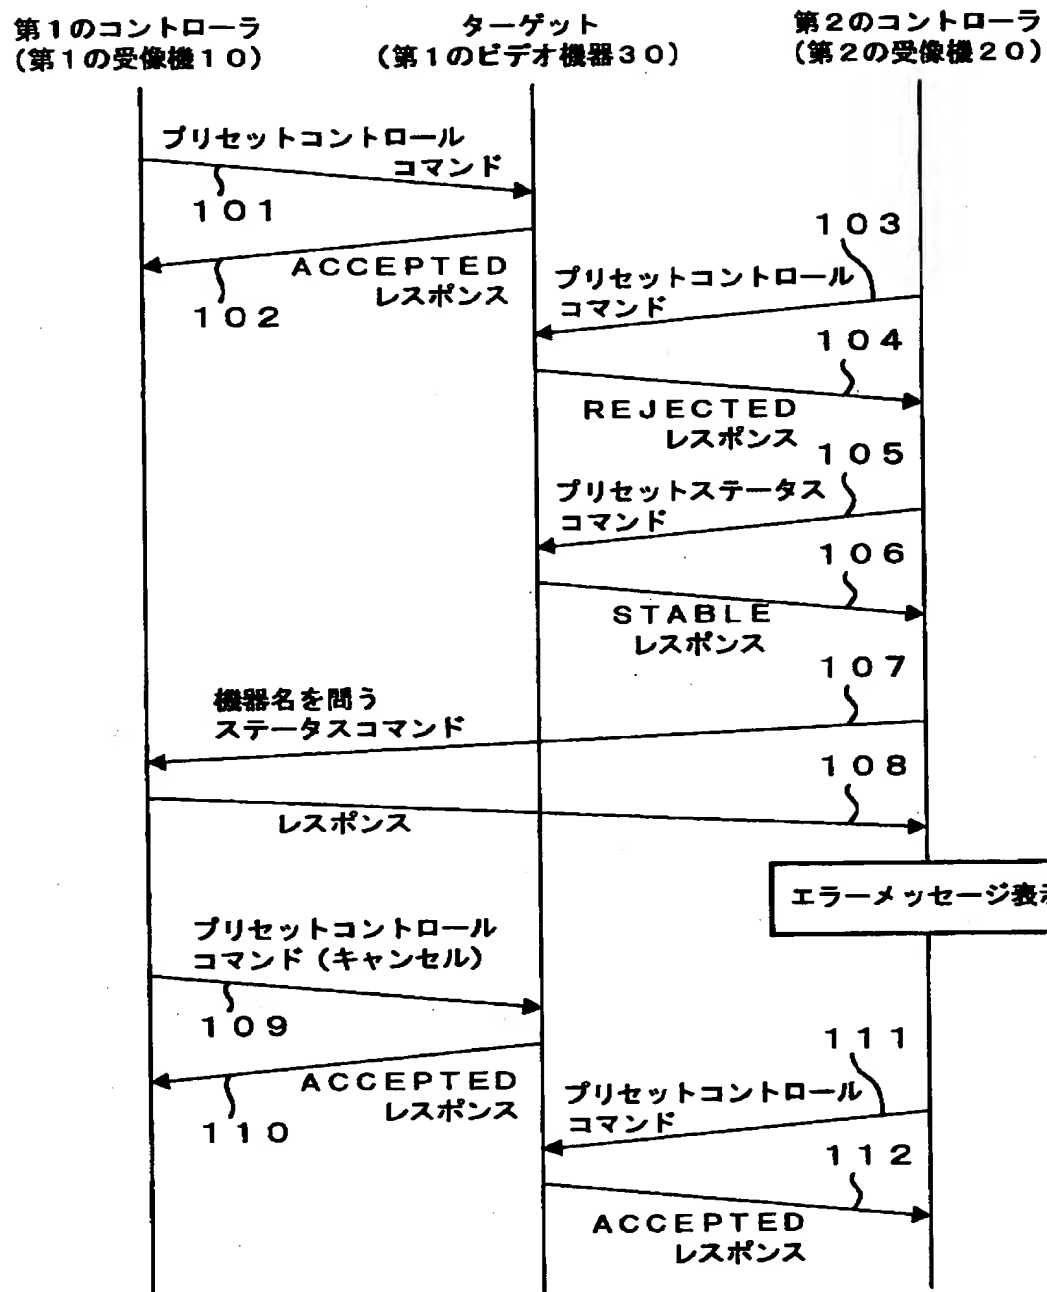 第1のコントローラ
(第1の受像機10)
ターゲット
(第1のビデオ機器30)
第2のコントローラ
(第2の受像機20)
プリセットコントロール
コマンド
101
ACCEPTED
レスポンス
102
103
プリセットコントロール
コマンド
104
REJECTED
レスポンス
105
プリセットステータス
コマンド
106
STABLE
レスポンス
107
機器名を問う
ステータスコマンド
108
レスポンス
エラーメッセージ表示
プリセットコントロール
コマンド(キャンセル)
109
ACCEPTED
レスポンス
110
111
プリセットコントロール
コマンド
112
ACCEPTED
レスポンス